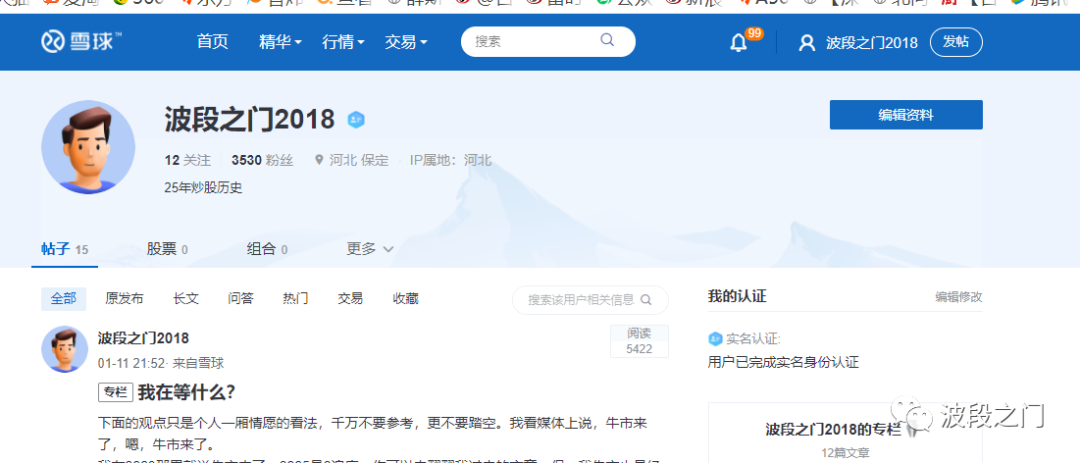 雪球™
首页 精华 行情 交易 搜索 99 波段之门2018 发帖
波段之门2018
编辑资料
12 关注 3530 粉丝 河北 保定 IP属地：河北
25年炒股历史
帖子 15 股票 0 组合 0 更多
全部 原发布 长文 问答 热门 交易 收藏 搜索该用户相关信息
我的认证 编辑修改
波段之门2018
01-11 21:52· 来自雪球
阅读
5422
实名认证:
用户已完成实名身份认证
专栏 我在等什么？
下面的观点只是个人一厢情愿的看法，千万不要参考，更不要踏空。我看媒体上说，牛市来
了，嗯，牛市来了。
波段之门2018的专栏
12篇文章
波段之门